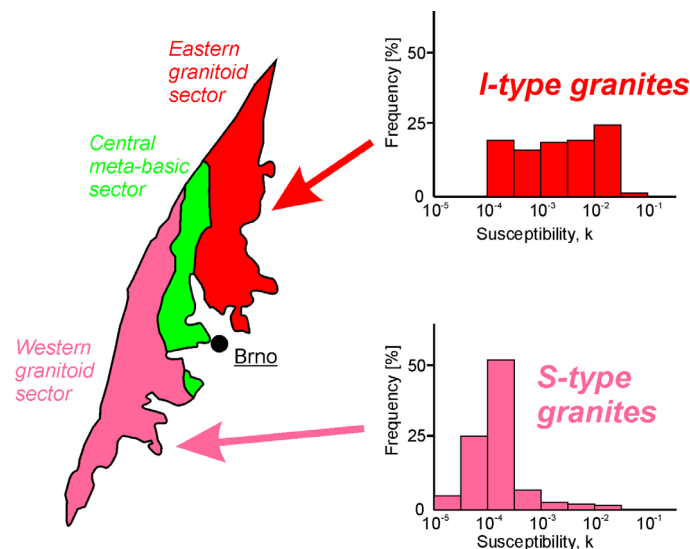 Eastern
granitoid
sector
Central
meta-basic
sector
Western
granitoid
sector
Brno
I-type granites
Frequency [%]
50
25
0
10⁻⁵ 10⁻⁴ 10⁻³ 10⁻² 10⁻¹
Susceptibility, k
S-type
granites
Frequency [%]
50
25
0
10⁻⁵ 10⁻⁴ 10⁻³ 10⁻² 10⁻¹
Susceptibility, k